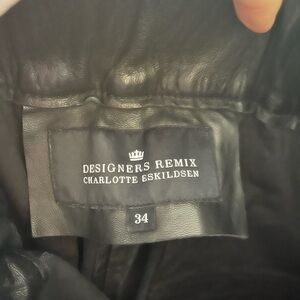 DESIGNERS REMIX
CHARLOTTE ESKILDSEN
34